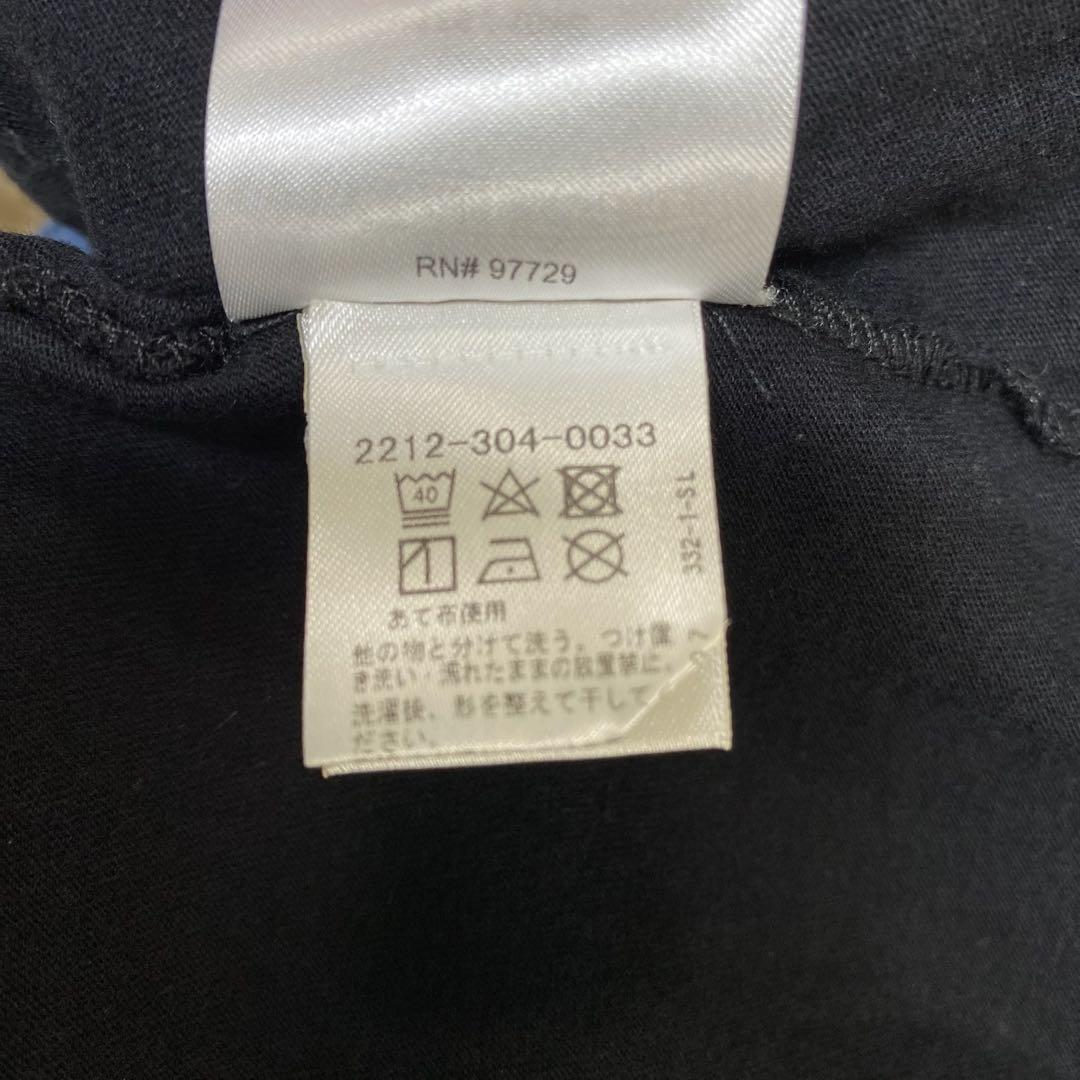 RN# 97729
2212-304-0033
40
332-1-SL
あて布使用
他の物と分けて洗う。つけ置
き洗い・濡れたままの放置禁止。
洗濯後、形を整えて干して
ださい。